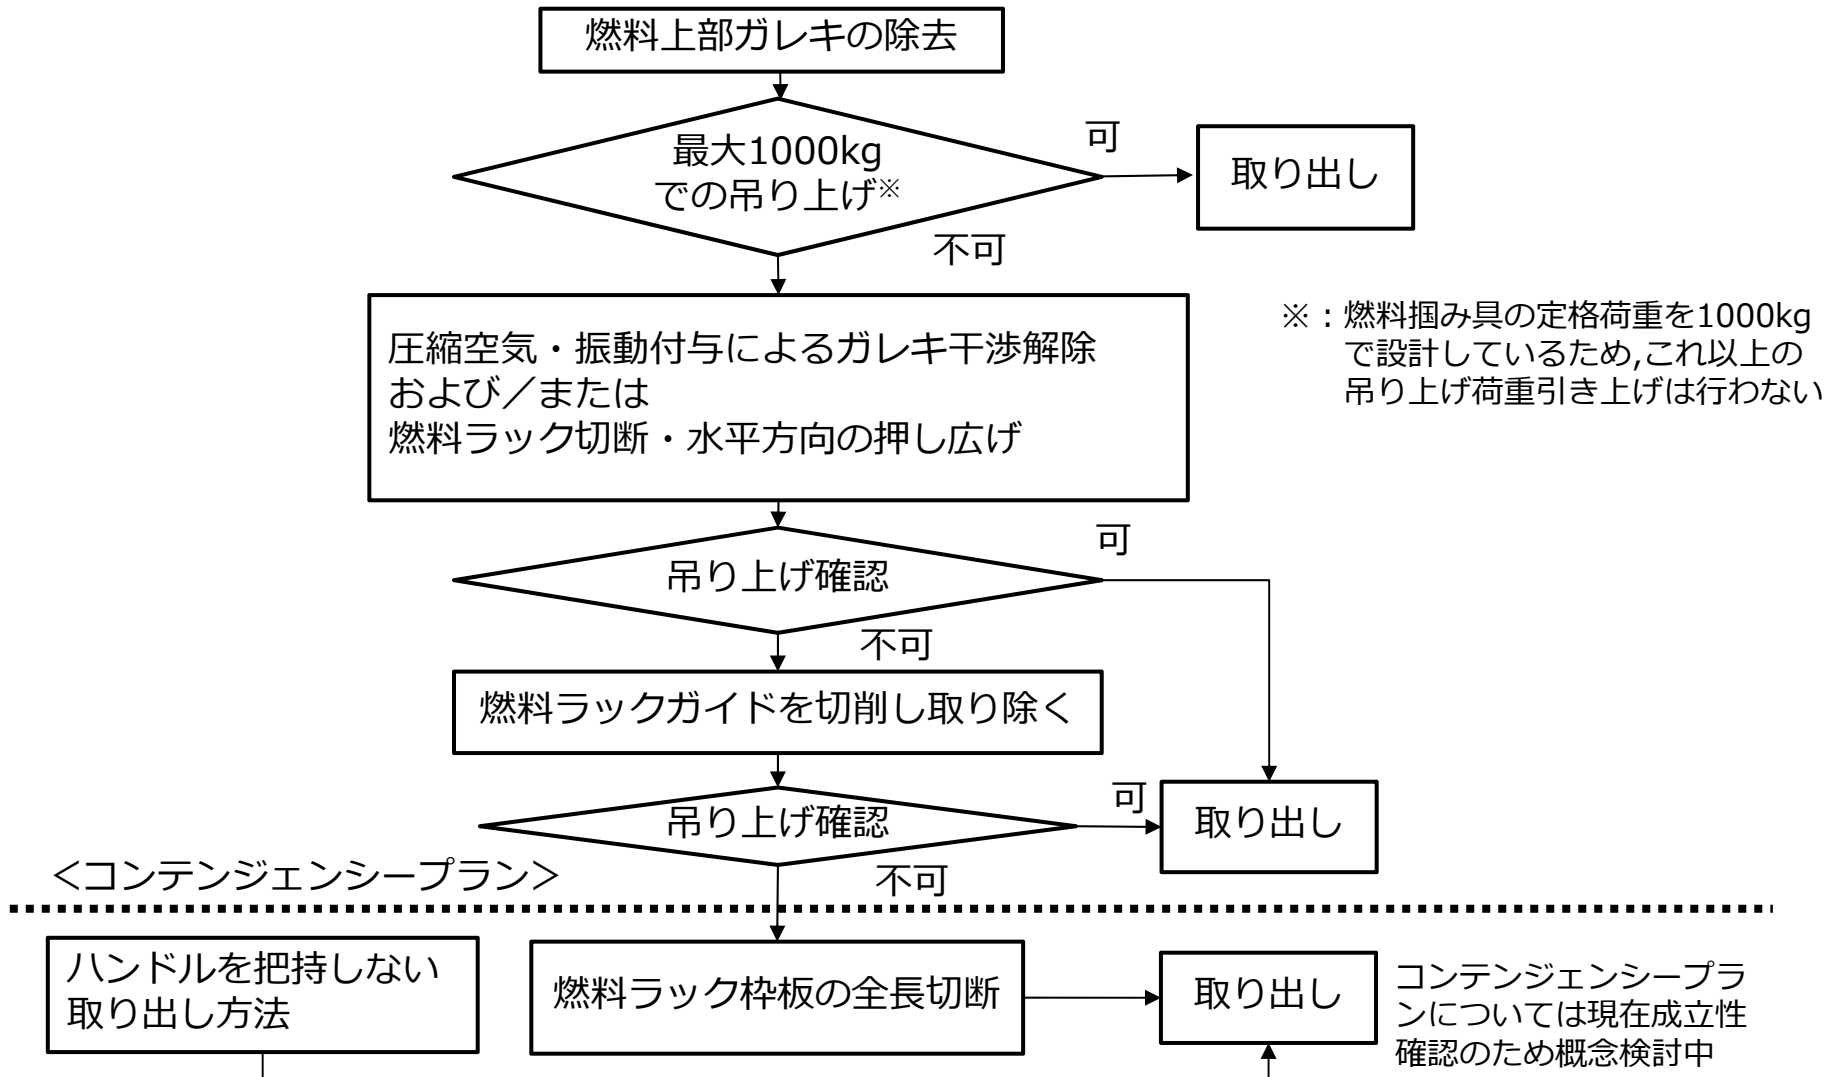 燃料上部ガレキの除去
最大1000kg
での吊り上げ※
可
取り出し
不可
圧縮空気・振動付与によるガレキ干渉解除
および／または
燃料ラック切断・水平方向の押し広げ
※：燃料掴み具の定格荷重を1000kg
で設計しているため,これ以上の
吊り上げ荷重引き上げは行わない
吊り上げ確認
可
不可
燃料ラックガイドを切削し取り除く
吊り上げ確認
可
取り出し
不可
＜コンテンジェンシープラン＞
ハンドルを把持しない
取り出し方法
燃料ラック枠板の全長切断
取り出し
コンテンジェンシープラ
ンについては現在成立性
確認のため概念検討中